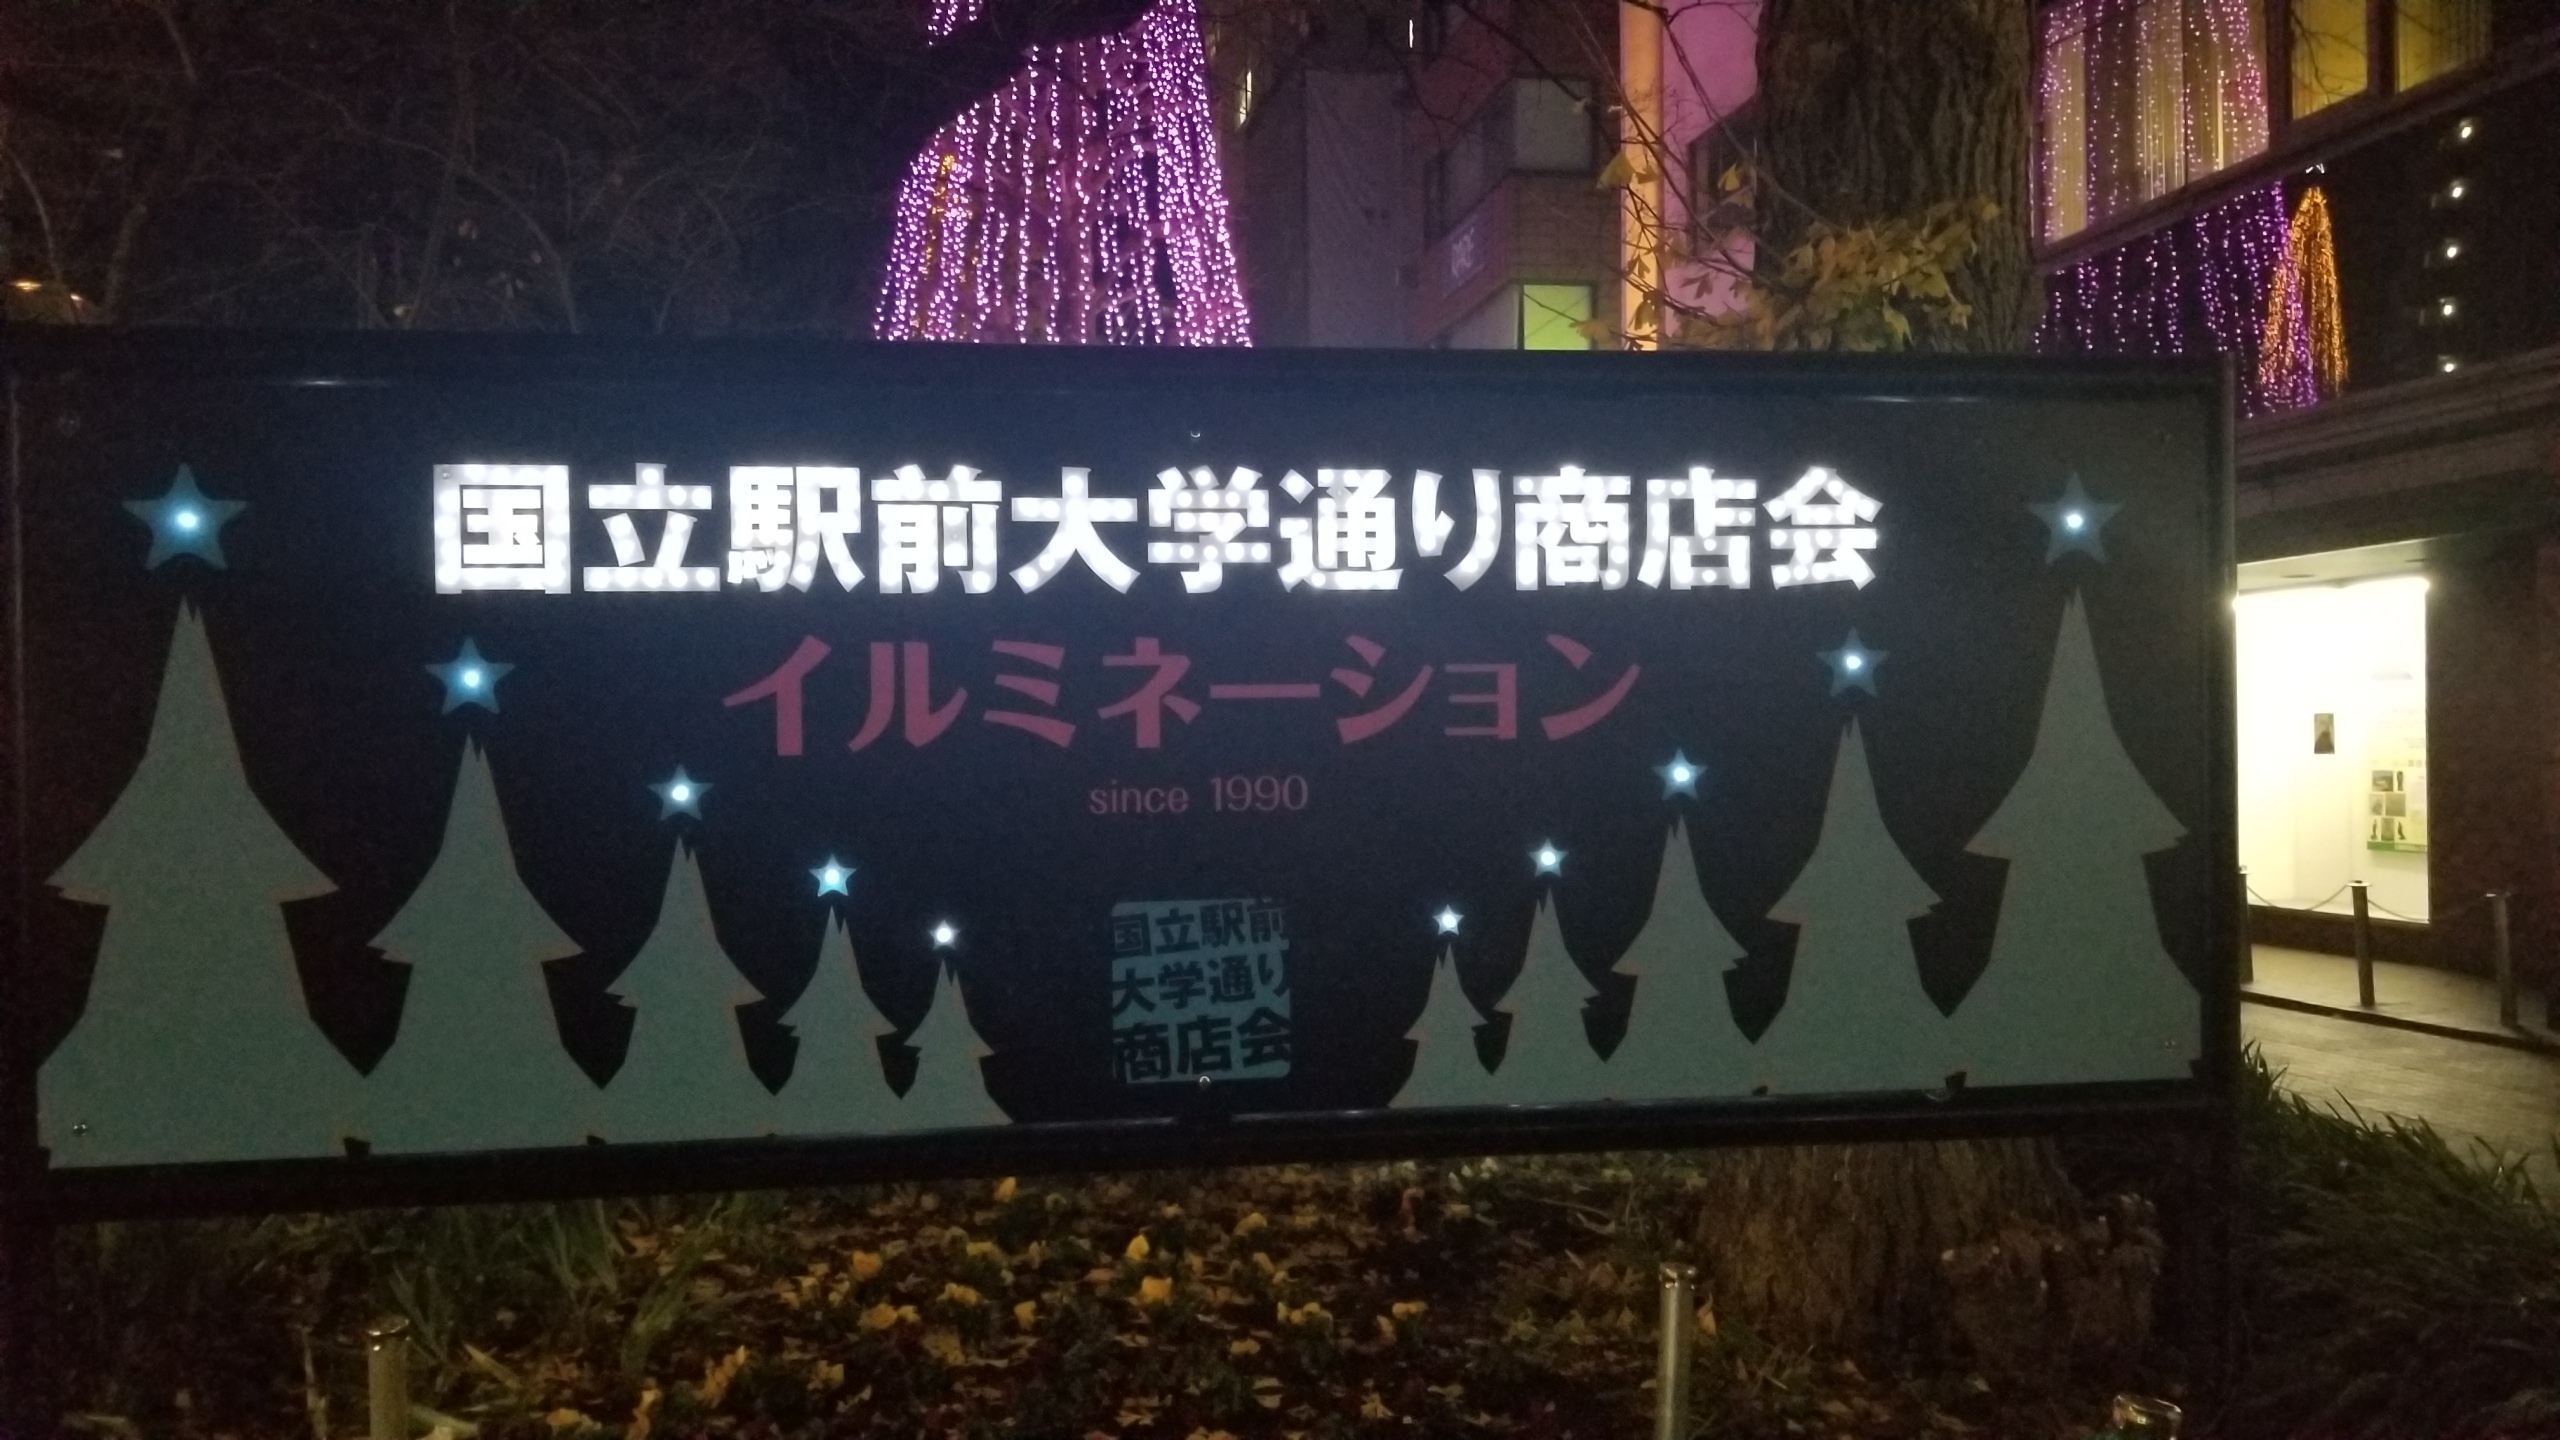 国立駅前大学通り商店会
イルミネーション
since 1990
国立駅前
大学通り
商店会